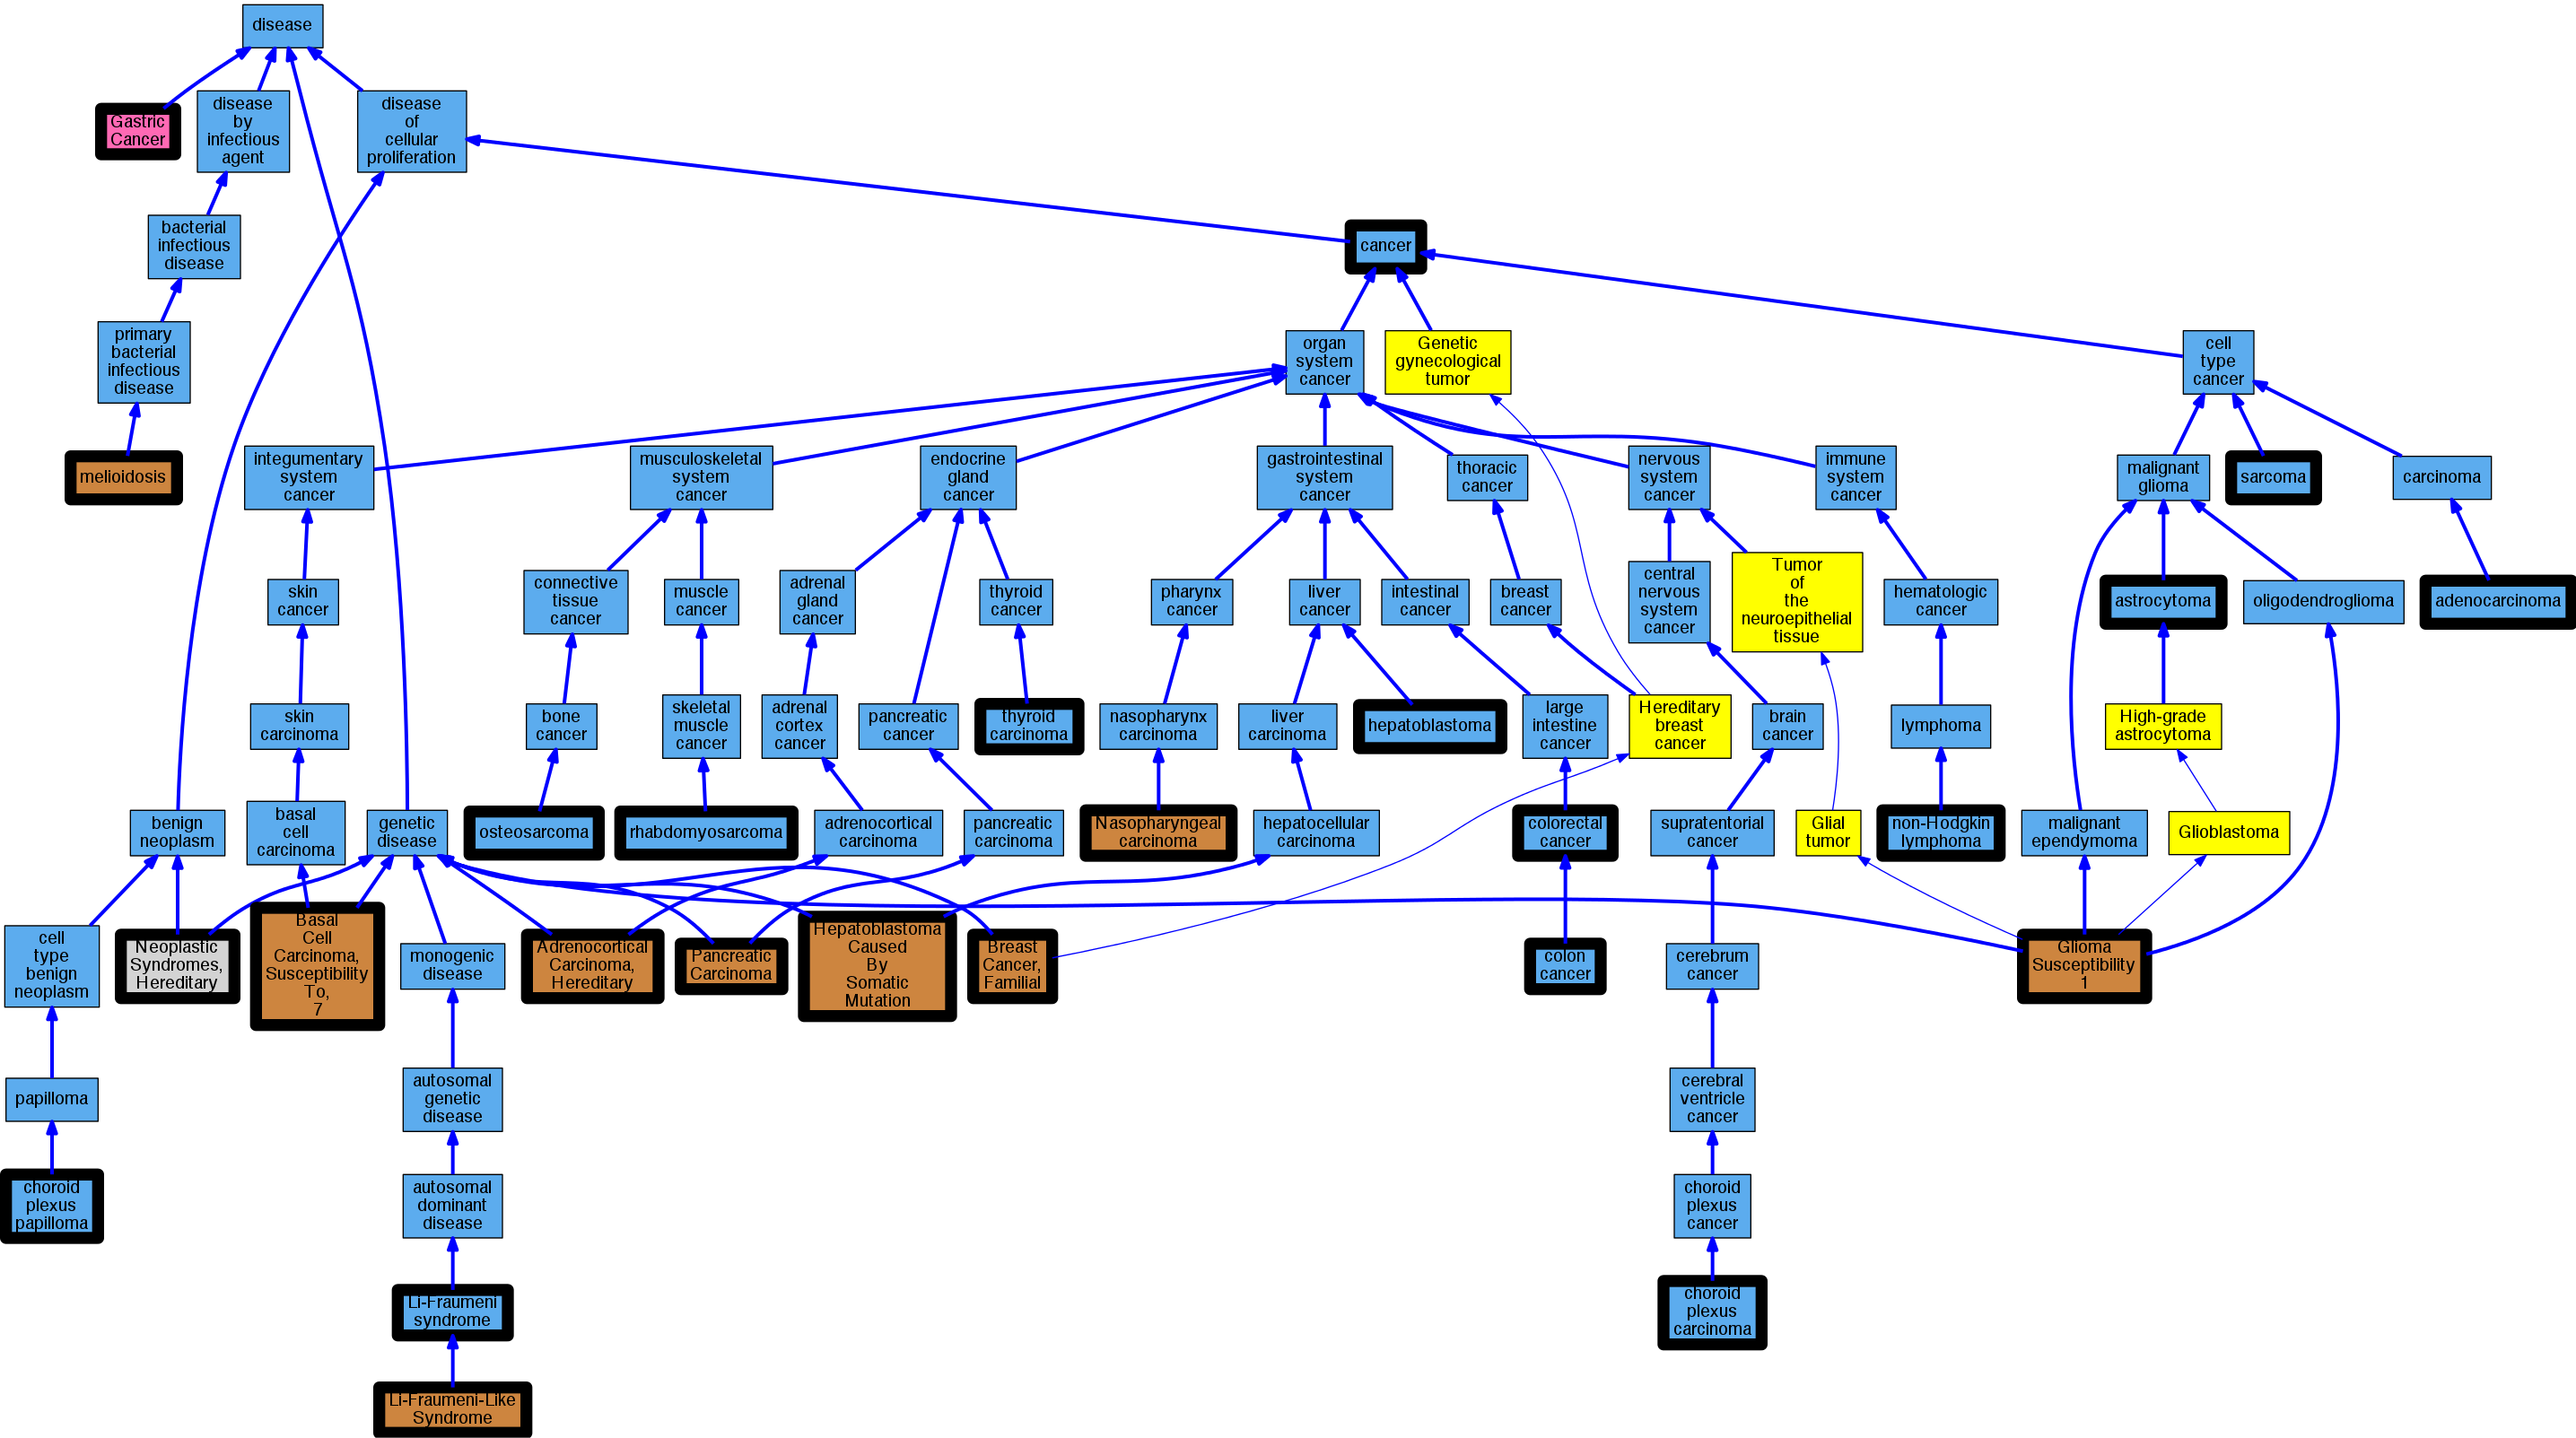 disease
Gastric
Cancer
disease
by
infectious
agent
disease
of
cellular
proliferation
bacterial
infectious
disease
cancer
primary
bacterial
infectious
disease
organ
system
cancer
Genetic
gynecological
tumor
cell
type
cancer
melioidosis
integumentary
system
cancer
musculoskeletal
system
cancer
endocrine
gland
cancer
gastrointestinal
system
cancer
thoracic
cancer
nervous
system
cancer
immune
system
cancer
malignant
glioma
sarcoma
carcinoma
skin
cancer
connective
tissue
cancer
muscle
cancer
adrenal
gland
cancer
thyroid
cancer
pharynx
cancer
liver
cancer
intestinal
cancer
breast
cancer
central
nervous
system
cancer
Tumor
of
the
neuroepithelial
tissue
hematologic
cancer
astrocytoma
oligodendroglioma
adenocarcinoma
skin
carcinoma
bone
cancer
skeletal
muscle
cancer
adrenal
cortex
cancer
pancreatic
cancer
thyroid
carcinoma
nasopharynx
carcinoma
liver
carcinoma
hepatoblastoma
large
intestine
cancer
Hereditary
breast
cancer
brain
cancer
lymphoma
High-grade
astrocytoma
benign
neoplasm
basal
cell
carcinoma
genetic
disease
osteosarcoma
rhabdomyosarcoma
adrenocortical
carcinoma
pancreatic
carcinoma
Nasopharyngeal
carcinoma
hepatocellular
carcinoma
colorectal
cancer
supratentorial
cancer
Glial
tumor
non-Hodgkin
lymphoma
malignant
ependymoma
Glioblastoma
cell
type
benign
neoplasm
Neoplastic
Syndromes,
Hereditary
Basal
Cell
Carcinoma,
Susceptibility
To,
7
monogenic
disease
Adrenocortical
Carcinoma,
Hereditary
Pancreatic
Carcinoma
Hepatoblastoma
Caused
By
Somatic
Mutation
Breast
Cancer,
Familial
colon
cancer
cerebrum
cancer
Glioma
Susceptibility
1
papilloma
autosomal
genetic
disease
cerebral
ventricle
cancer
choroid
plexus
papilloma
autosomal
dominant
disease
choroid
plexus
cancer
Li-Fraumeni
syndrome
choroid
plexus
carcinoma
Li-Fraumeni-Like
Syndrome